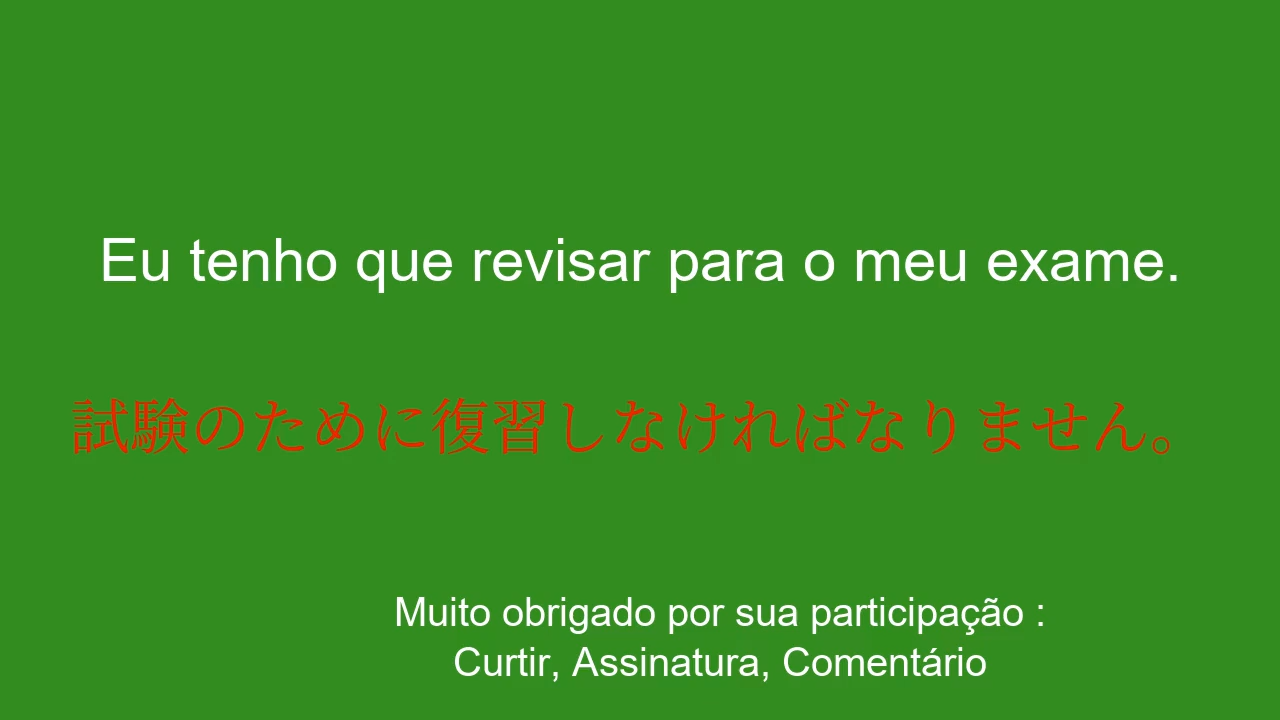 Eu tenho que revisar para o meu exame.
試験のために復習しなければなりません。
Muito obrigado por sua participação :
Curtir, Assinatura, Comentário